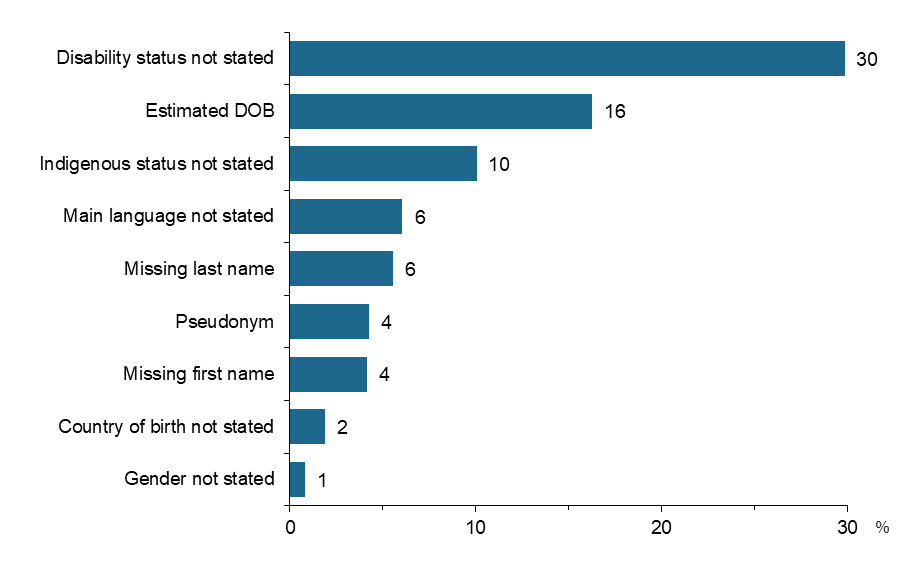 Disability status not stated 30
Estimated DOB 16
Indigenous status not stated 10
Main language not stated 6
Missing last name 6
Pseudonym 4
Missing first name 4
Country of birth not stated 2
Gender not stated 1
0 10 20 30 %